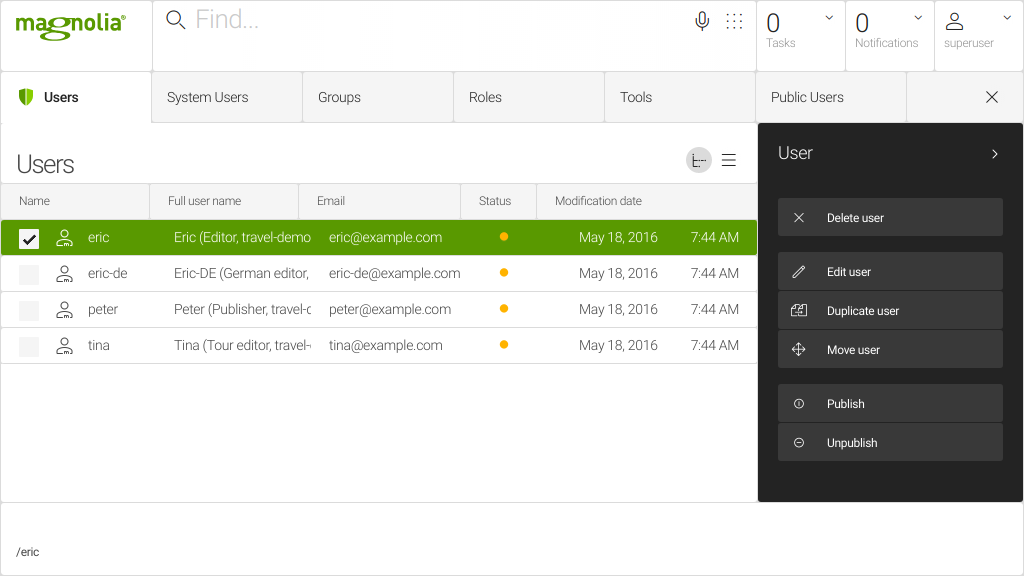 magnolia®
Find...
0
Tasks
0
Notifications
superuser
Users
System Users
Groups
Roles
Tools
Public Users
Users
Name
Full user name
Email
Status
Modification date
eric
Eric (Editor, travel-demo
eric@example.com
May 18, 2016
7:44 AM
eric-de
Eric-DE (German editor,
eric-de@example.com
May 18, 2016
7:44 AM
peter
Peter (Publisher, travel-c
peter@example.com
May 18, 2016
7:44 AM
tina
Tina (Tour editor, travel-
tina@example.com
May 18, 2016
7:44 AM
User
Delete user
Edit user
Duplicate user
Move user
Publish
Unpublish
/eric